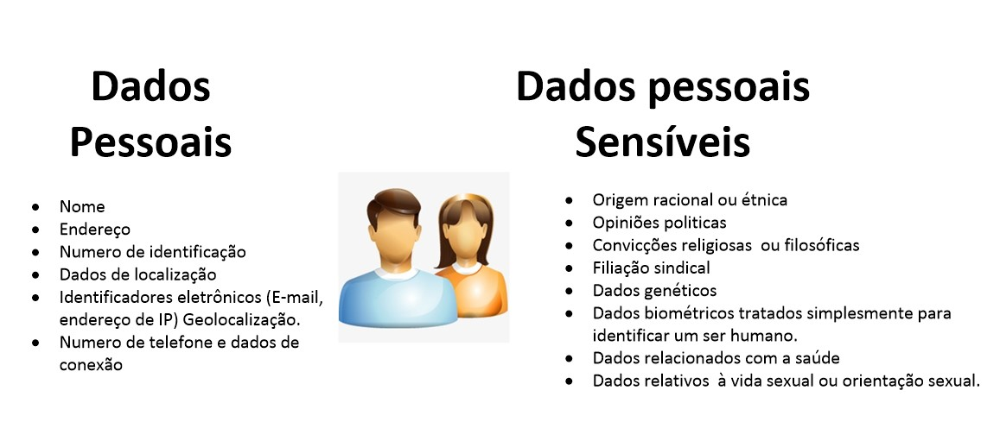 Dados
Pessoais
• Nome
• Endereço
• Numero de identificação
• Dados de localização
• Identificadores eletrônicos (E-mail,
endereço de IP) Geolocalização.
• Numero de telefone e dados de
conexão
Dados pessoais
Sensíveis
• Origem racional ou étnica
• Opiniões politicas
• Convicções religiosas ou filosóficas
• Filiação sindical
• Dados genéticos
• Dados biométricos tratados simplesmente para
identificar um ser humano.
• Dados relacionados com a saúde
• Dados relativos à vida sexual ou orientação sexual.